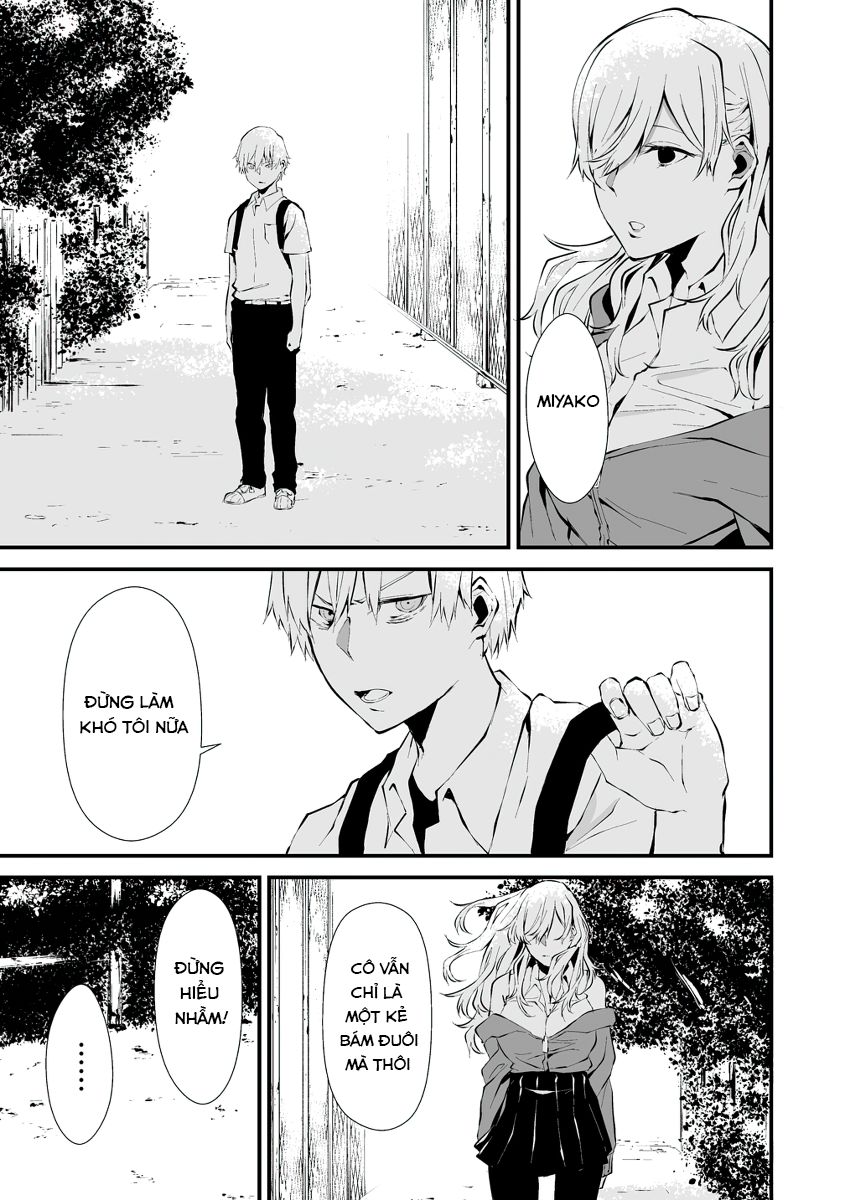 MIYAKO
ĐỪNG LÀM
KHÓ TÔI NỮA
CÔ VẪN
CHỈ LÀ
MỘT KẺ
BÁM ĐUÔI
MÀ THÔI
ĐỪNG
HIỂU
NHẦM!
......